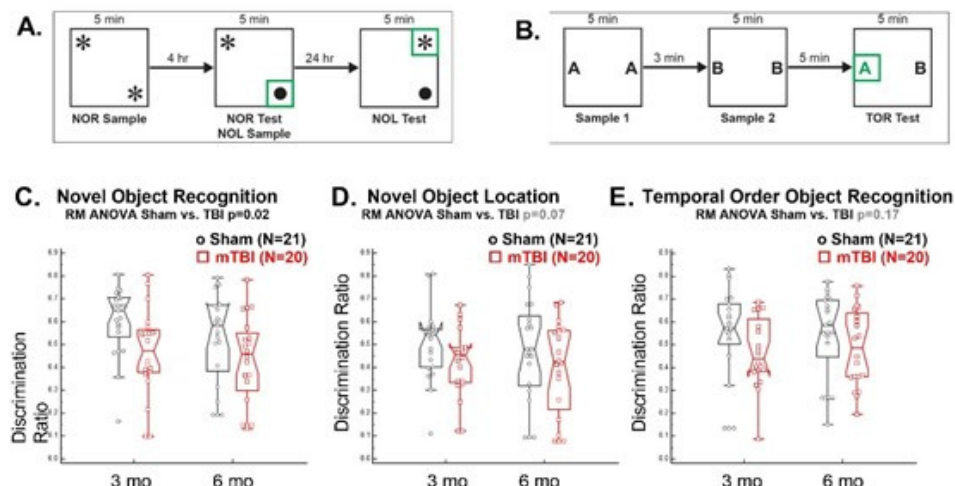 A.
5 min
5 min
5 min
4 hr
24 hr
NOR Sample
NOR Test
NOL Sample
NOL Test
B.
5 min
5 min
5 min
A A
3 min
B B
5 min
A B
Sample 1
Sample 2
TOR Test
C. Novel Object Recognition
RM ANOVA Sham vs. TBI p=0.02
Sham (N=21)
mTBI (N=20)
Discrimination
Ratio
3 mo
6 mo
D. Novel Object Location
RM ANOVA Sham vs. TBI p=0.07
Sham (N=21)
mTBI (N=20)
Discrimination Ratio
3 mo
6 mo
E. Temporal Order Object Recognition
RM ANOVA Sham vs. TBI p=0.17
Sham (N=21)
mTBI (N=20)
Discrimination Ratio
3 mo
6 mo